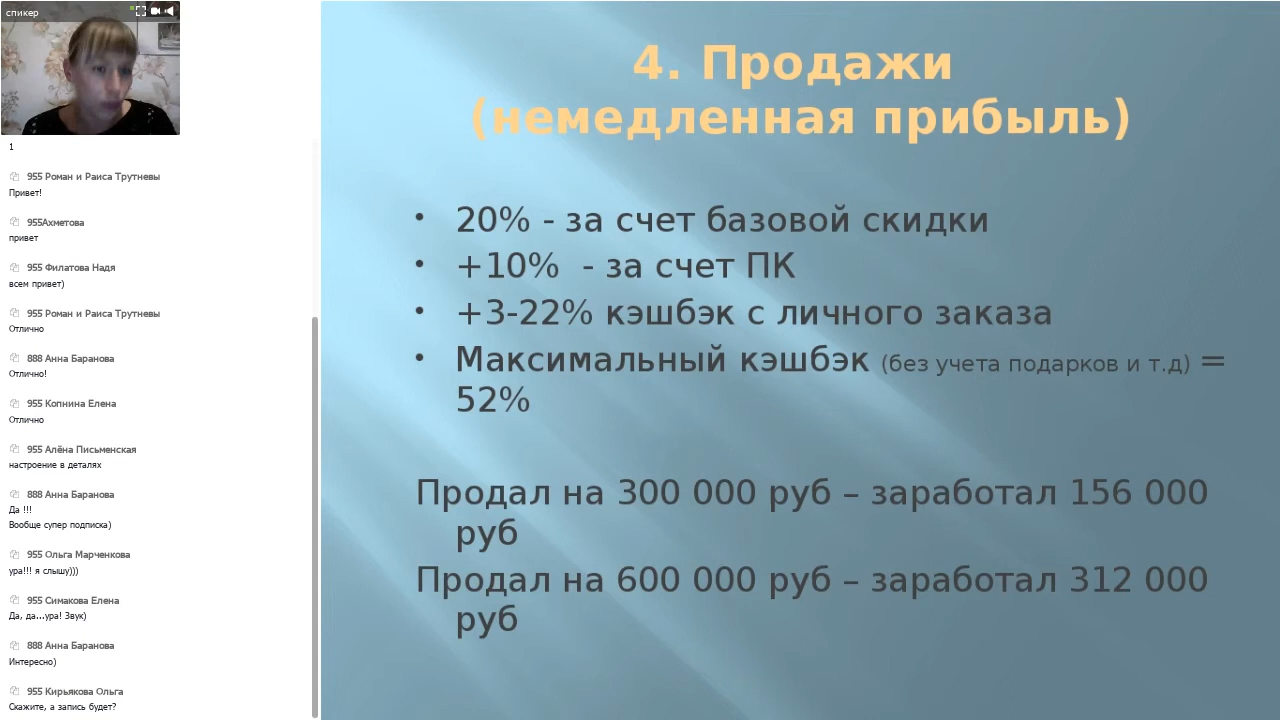 спикер
1
955 Роман и Раиса Трутневы
Привет!
955Ахметова
привет
955 Филатова Надя
всем привет)
955 Роман и Раиса Трутневы
Отлично
888 Анна Баранова
Отлично!
955 Копнина Елена
Отлично
955 Алёна Письменская
настроение в деталях
888 Анна Баранова
Да !!!
Вообще супер подписка)
955 Ольга Марченкова
ура!!! я слышу)))
955 Симакова Елена
Да, да...ура! Звук)
888 Анна Баранова
Интересно)
955 Кирьякова Ольга
Скажите, а запись будет?
4. Продажи
(немедленная прибыль)
• 20% - за счет базовой скидки
• +10% - за счет ПК
• +3-22% кэшбэк с личного заказа
• Максимальный кэшбэк (без учета подарков и т.д) =
52%
Продал на 300 000 руб – заработал 156 000
руб
Продал на 600 000 руб – заработал 312 000
руб